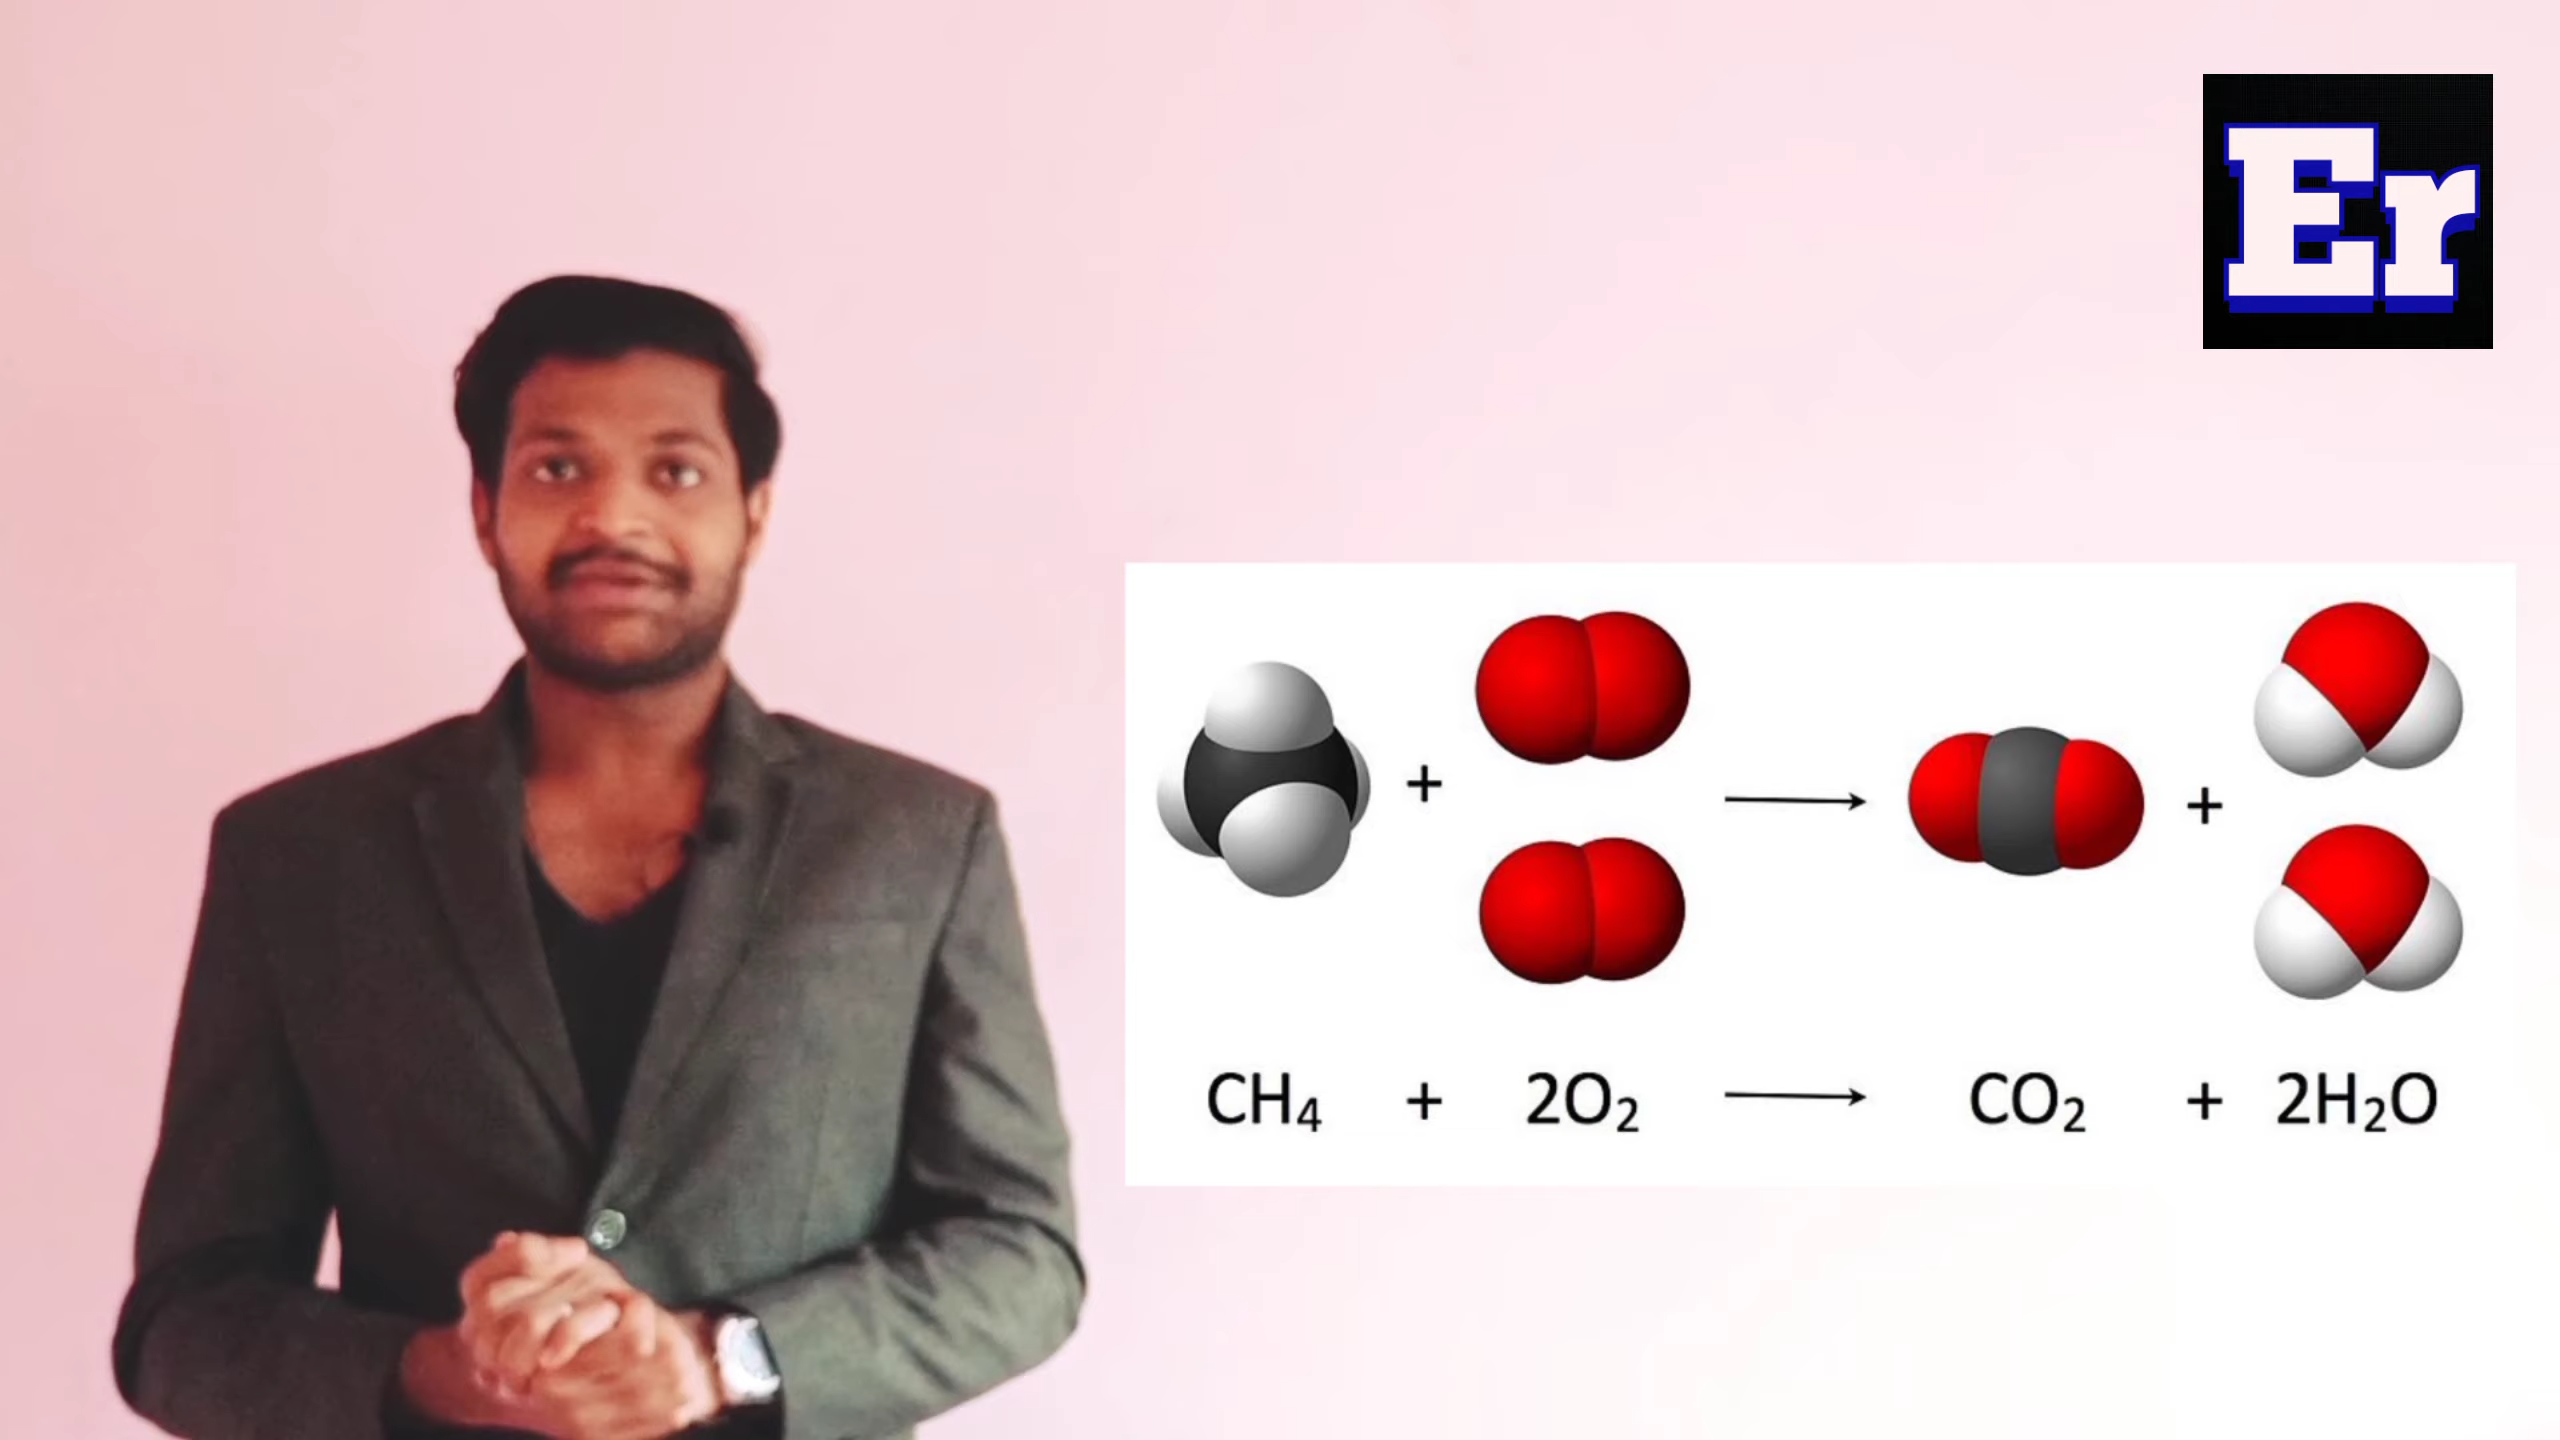 Er
+ → +
CH₄ + 2O₂ → CO₂ + 2H₂O